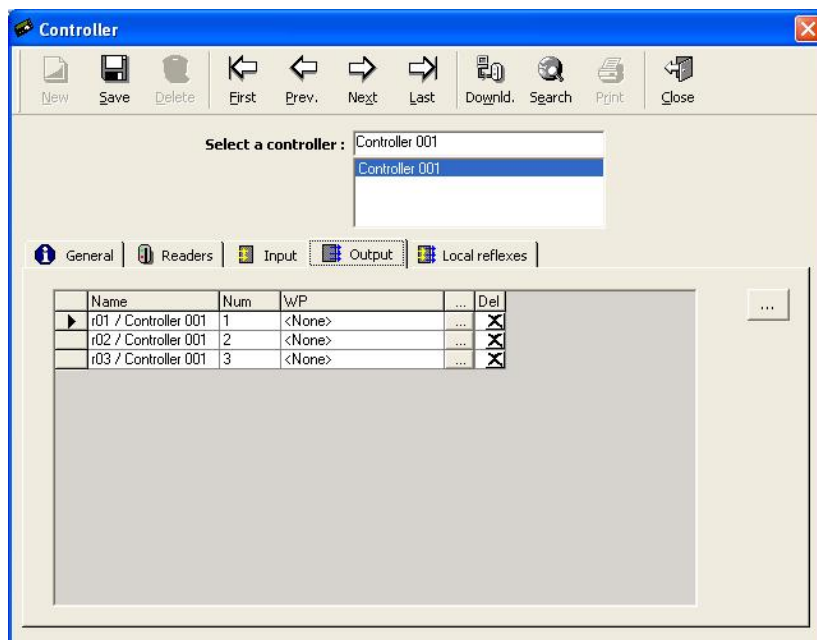 Controller
New Save Delete First Prev. Next Last Downld. Search Print Close
Select a controller : Controller 001
Controller 001
General Readers Input Output Local reflexes
Name Num WP ... Del
r01 / Controller 001 1 <None> ... X
r02 / Controller 001 2 <None> ... X
r03 / Controller 001 3 <None> ... X
...